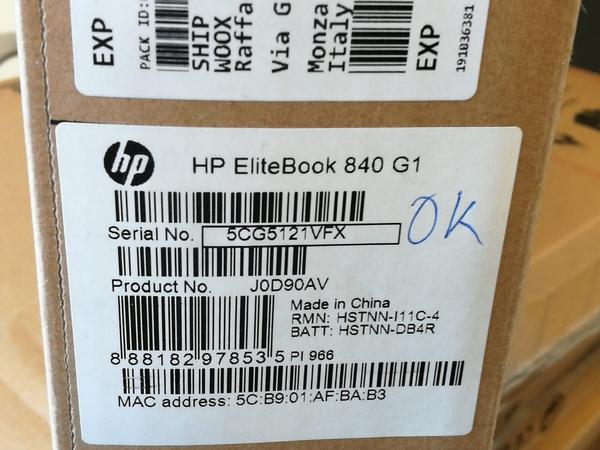 EXP
PACK ID:
SHIP
WOOX
Raffa
Via G
Monza
Italy
EXP
191836381
hp
HP EliteBook 840 G1
OK
Serial No. 5CG5121VFX
Product No. J0D90AV
Made in China
RMN: HSTNN-I11C-4
BATT: HSTNN-DB4R
8 88182 97853 5 PI 966
MAC address: 5C:B9:01:AF:BA:B3